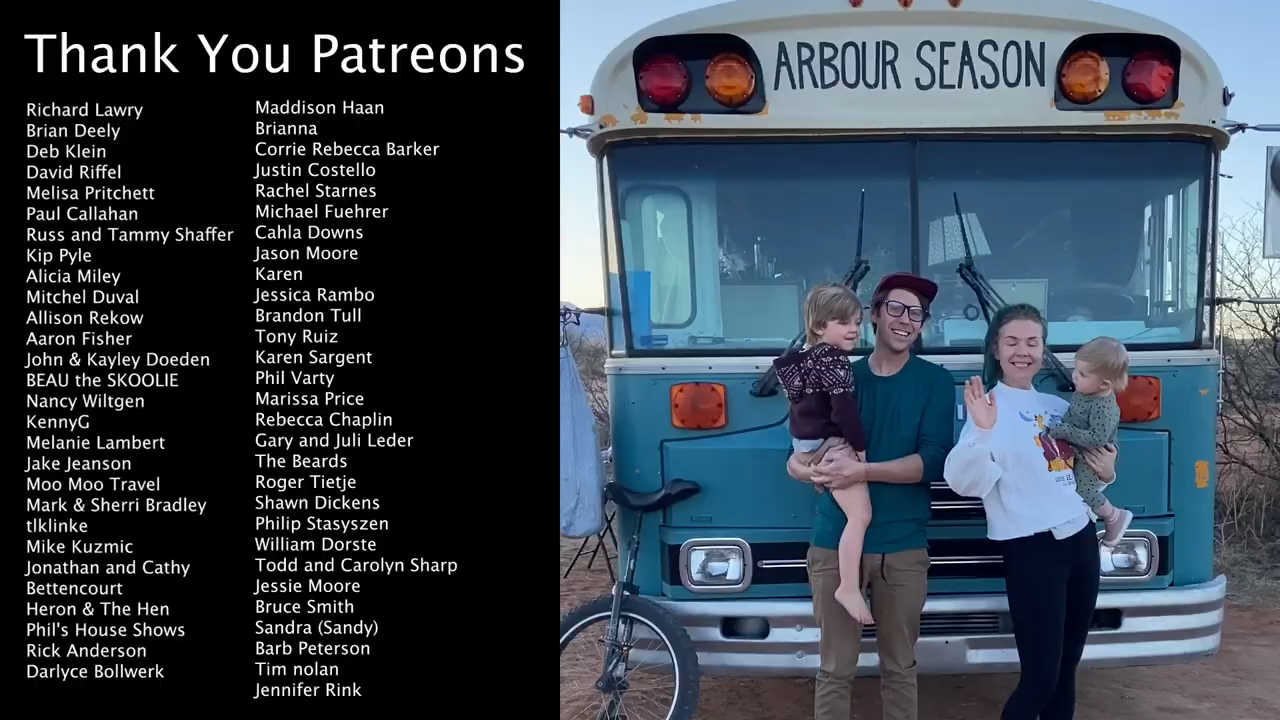 Thank You Patreons
Richard Lawry
Brian Deely
Deb Klein
David Riffel
Melisa Pritchett
Paul Callahan
Russ and Tammy Shaffer
Kip Pyle
Alicia Miley
Mitchel Duval
Allison Rekow
Aaron Fisher
John & Kayley Doeden
BEAU the SKOOLIE
Nancy Wiltgen
KennyG
Melanie Lambert
Jake Jeanson
Moo Moo Travel
Mark & Sherri Bradley
tlklinke
Mike Kuzmic
Jonathan and Cathy
Bettencourt
Heron & The Hen
Phil's House Shows
Rick Anderson
Darlyce Bollwerk
Maddison Haan
Brianna
Corrie Rebecca Barker
Justin Costello
Rachel Starnes
Michael Fuehrer
Cahla Downs
Jason Moore
Karen
Jessica Rambo
Brandon Tull
Tony Ruiz
Karen Sargent
Phil Varty
Marissa Price
Rebecca Chaplin
Gary and Juli Leder
The Beards
Roger Tietje
Shawn Dickens
Philip Stasyszen
William Dorste
Todd and Carolyn Sharp
Jessie Moore
Bruce Smith
Sandra (Sandy)
Barb Peterson
Tim nolan
Jennifer Rink
ARBOUR SEASON